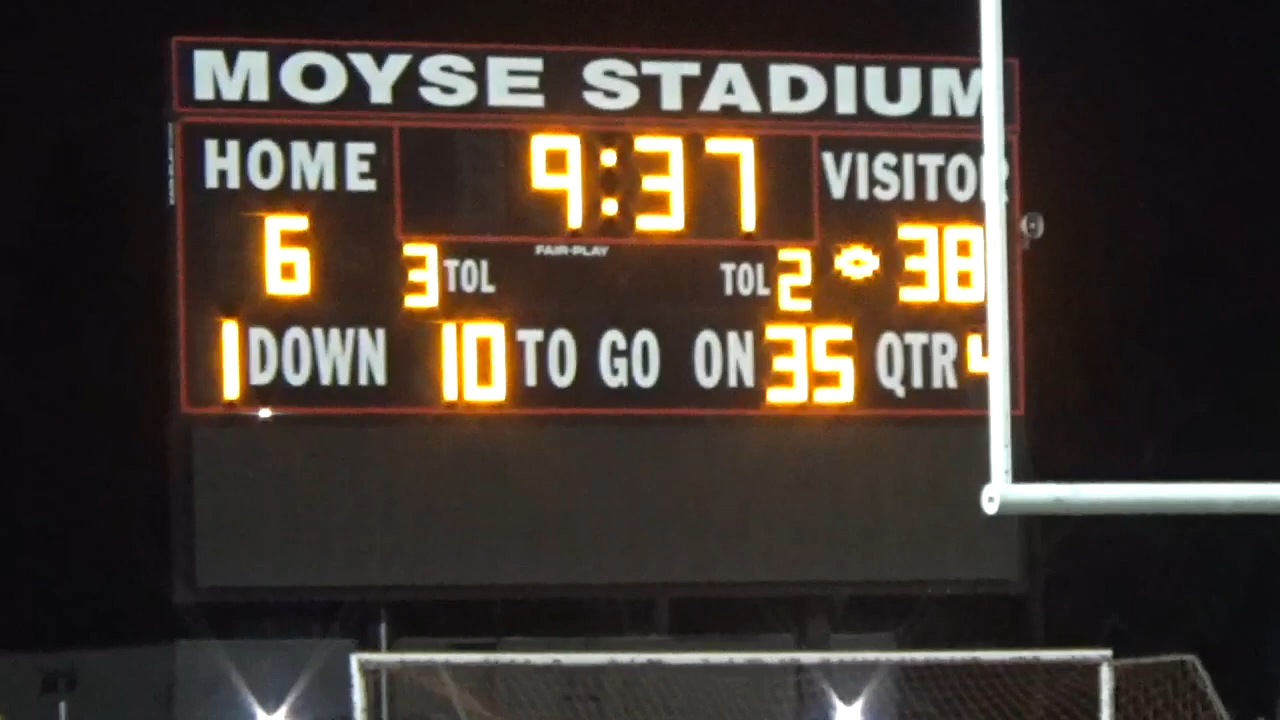 MOYSE STADIUM
HOME 9:37 VISITOR
6 3 TOL FAIR-PLAY TOL 2 38
1 DOWN 10 TO GO ON 35 QTR 4